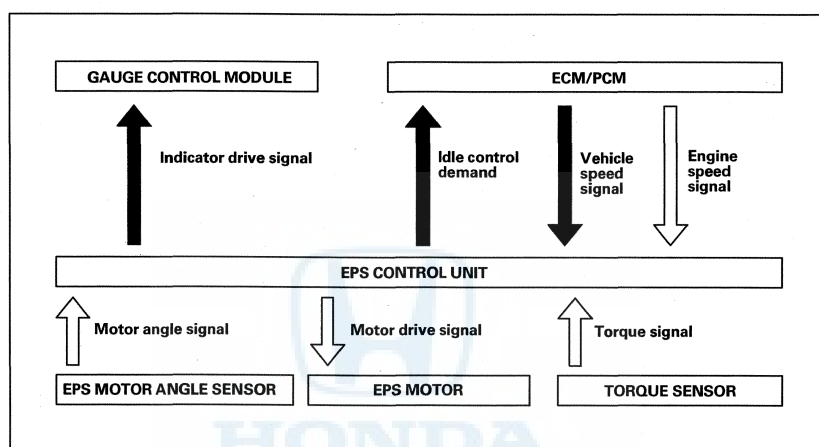 GAUGE CONTROL MODULE
ECM/PCM
Indicator drive signal
Idle control
demand
Vehicle
speed
signal
Engine
speed
signal
EPS CONTROL UNIT
Motor angle signal
Motor drive signal
Torque signal
EPS MOTOR ANGLE SENSOR
EPS MOTOR
TORQUE SENSOR
HONDA